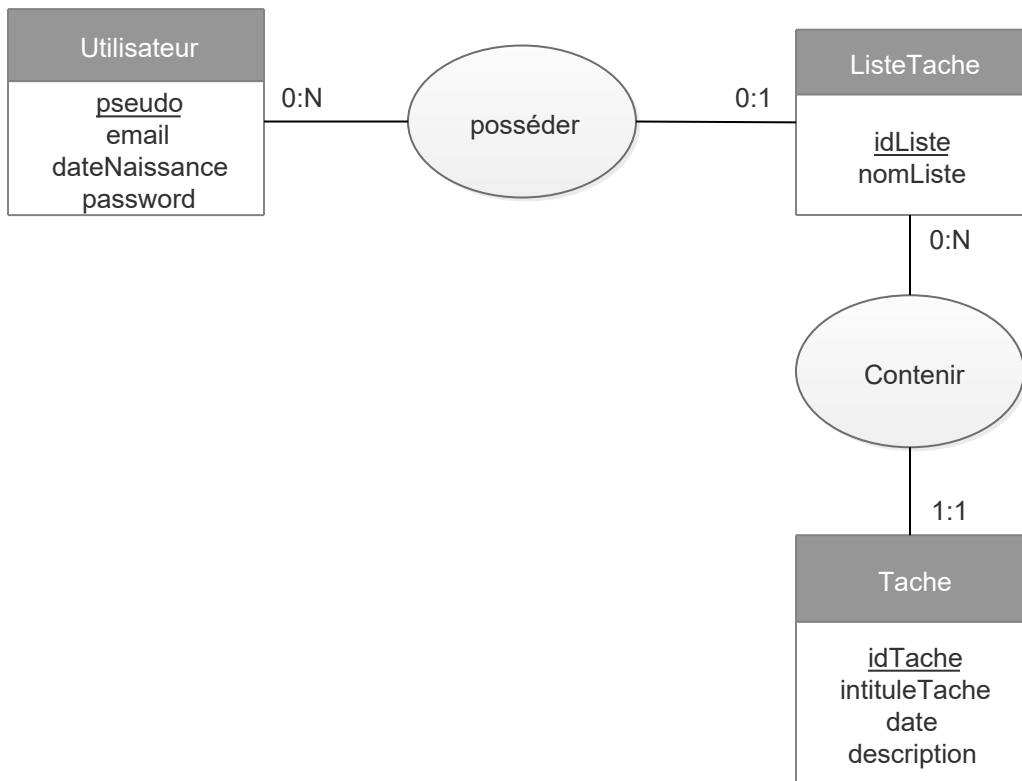 Utilisateur
pseudo
email
dateNaissance
password
0:N
posséder
0:1
ListeTache
idListe
nomListe
0:N
Contenir
1:1
Tache
idTache
intituleTache
date
description